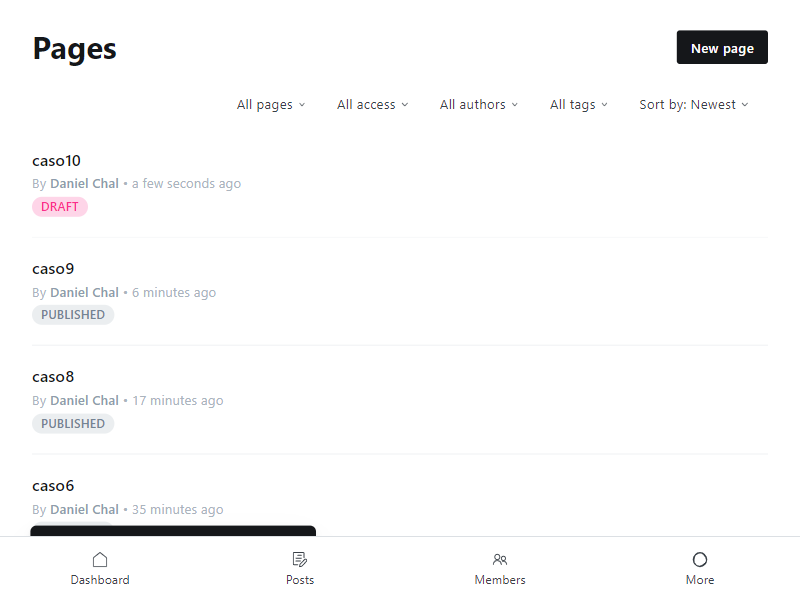 Pages
New page
All pages
All access
All authors
All tags
Sort by: Newest
caso10
By Daniel Chal • a few seconds ago
DRAFT
caso9
By Daniel Chal • 6 minutes ago
PUBLISHED
caso8
By Daniel Chal • 17 minutes ago
PUBLISHED
caso6
By Daniel Chal • 35 minutes ago
Dashboard
Posts
Members
More